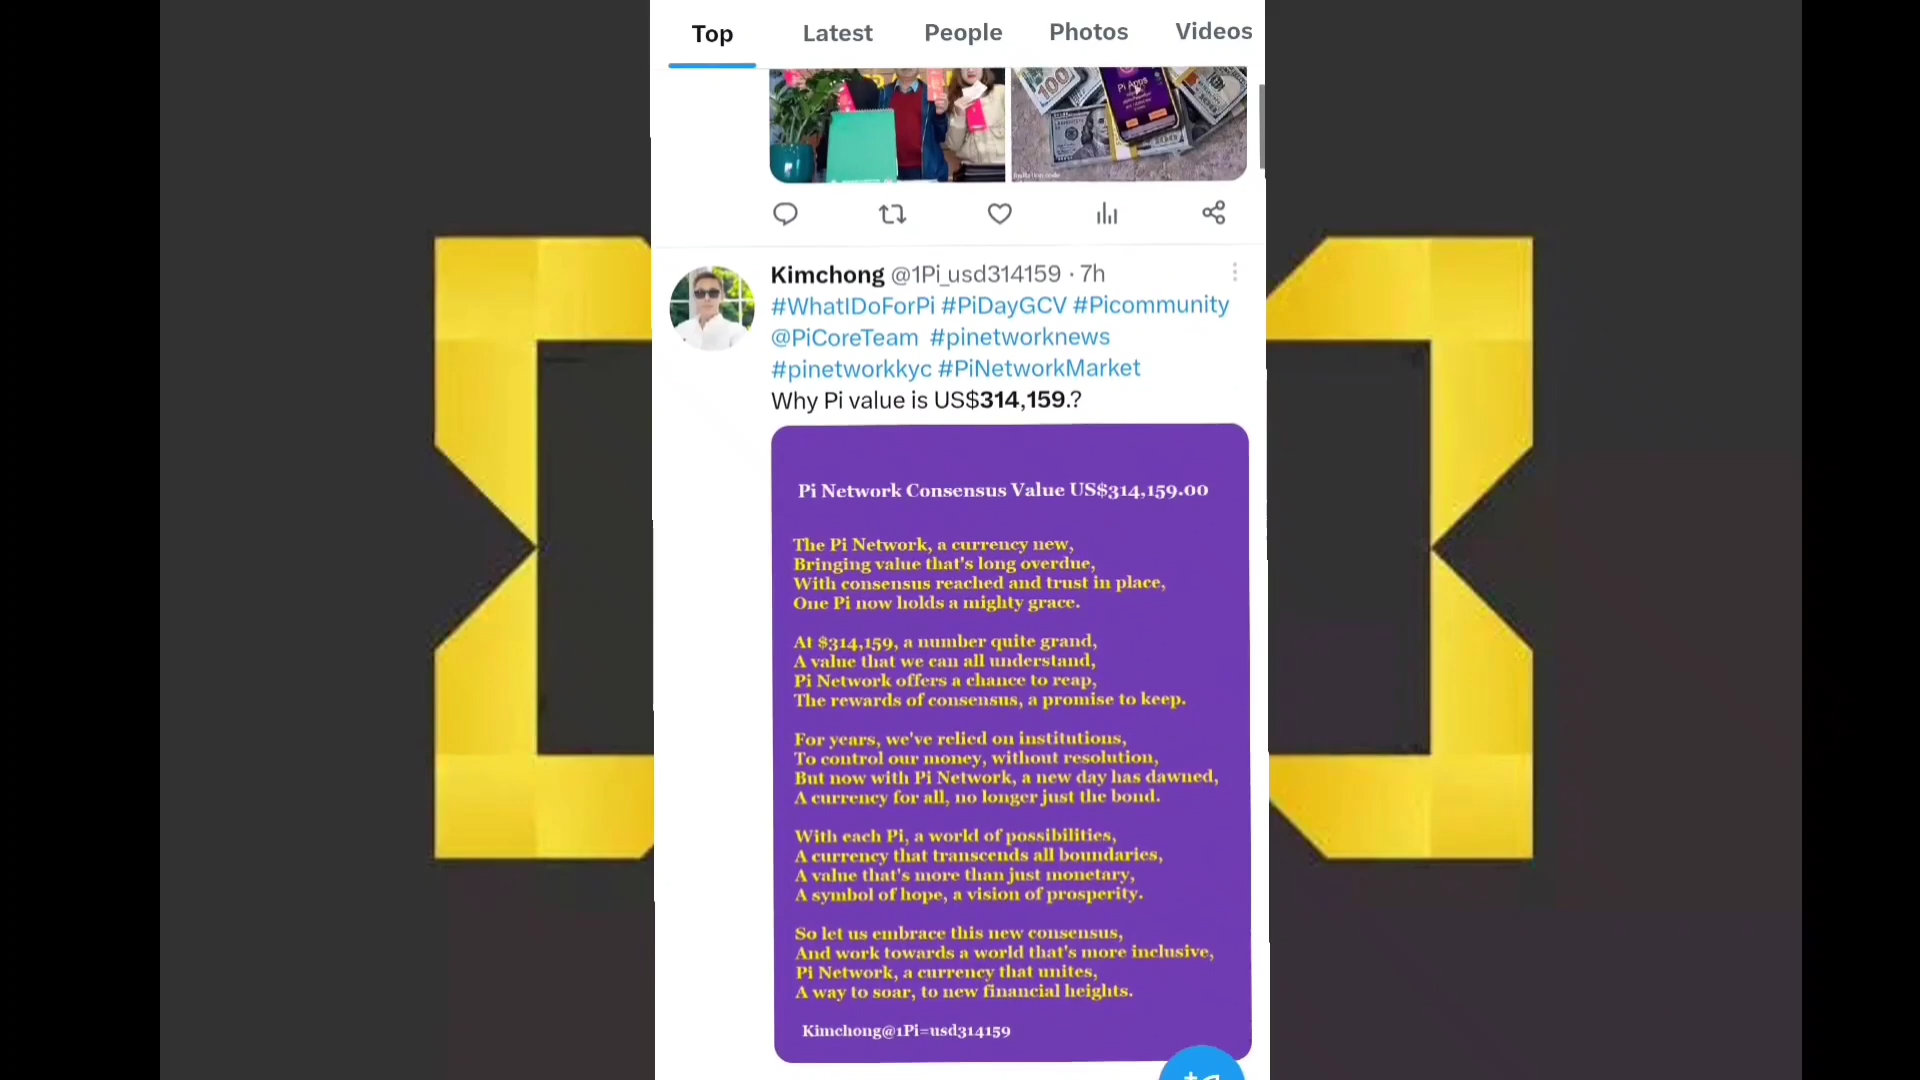 Top Latest People Photos Videos
100
Pi Apps
Kimchong @1Pi_usd314159 · 7h
#WhatIDoForPi #PiDayGCV #Picommunity
@PiCoreTeam #pinetworknews
#pinetworkkyc #PiNetworkMarket
Why Pi value is US$314,159.?
Pi Network Consensus Value US$314,159.00
The Pi Network, a currency new,
Bringing value that's long overdue,
With consensus reached and trust in place,
One Pi now holds a mighty grace.
At $314,159, a number quite grand,
A value that we can all understand,
Pi Network offers a chance to reap,
The rewards of consensus, a promise to keep.
For years, we've relied on institutions,
To control our money, without resolution,
But now with Pi Network, a new day has dawned,
A currency for all, no longer just the bond.
With each Pi, a world of possibilities,
A currency that transcends all boundaries,
A value that's more than just monetary,
A symbol of hope, a vision of prosperity.
So let us embrace this new consensus,
And work towards a world that's more inclusive,
Pi Network, a currency that unites,
A way to soar, to new financial heights.
Kimchong@1Pi=usd314159